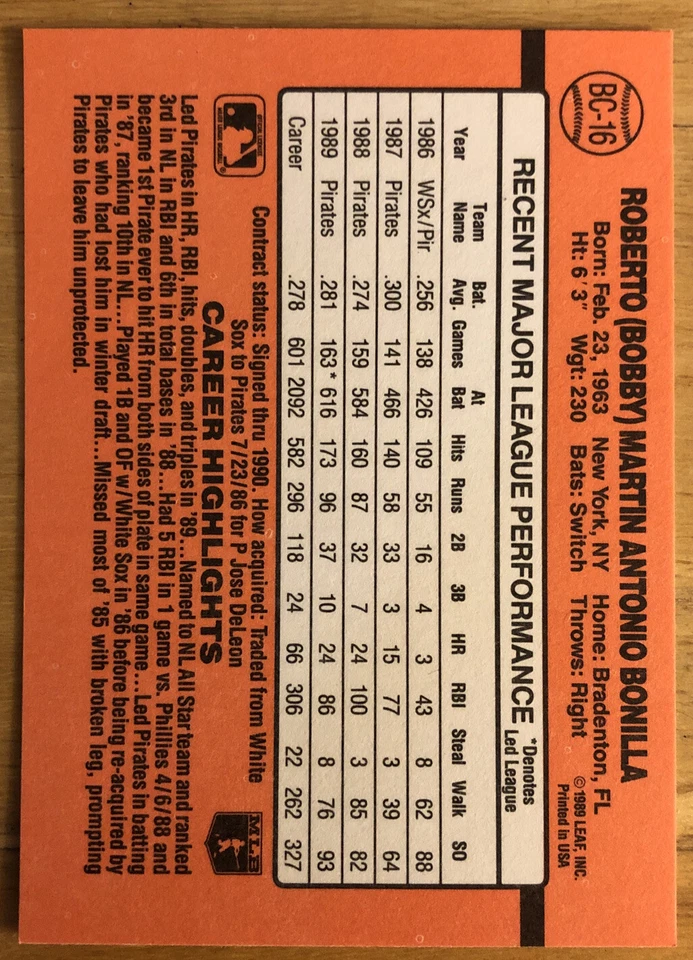 BC-16
ROBERTO (BOBBY) MARTIN ANTONIO BONILLA
Born: Feb. 23, 1963 New York, NY Home: Bradenton, FL
Ht: 6'3" Wgt: 230 Bats: Switch Throws: Right
© 1989 LEAF, INC.
Printed in USA
RECENT MAJOR LEAGUE PERFORMANCE *Denotes Led League
Year Team Name Bat. Avg. Games At Bat Hits Runs 2B 3B HR RBI Steal Walk SO
1986 WSx/Pir .256 138 426 109 55 16 4 3 43 8 62 88
1987 Pirates .300 141 466 140 58 33 3 15 77 3 39 64
1988 Pirates .274 159 584 160 87 32 7 24 100 3 85 82
1989 Pirates .281 163* 616 173 96 37 10 24 86 8 76 93
Career .278 601 2092 582 296 118 24 66 306 22 262 327
Contract status: Signed thru 1990. How acquired: Traded from White
Sox to Pirates 7/23/86 for P Jose DeLeon
CAREER HIGHLIGHTS
MLB
Led Pirates in HR, RBI, hits, doubles, and triples in '89...Named to NL All Star team and ranked
3rd in NL in RBI and 6th in total bases in '88...Had 5 RBI in 1 game vs. Phillies 4/6/88 and
became 1st Pirate ever to hit HR from both sides of plate in same game...Led Pirates in batting
in '87, ranking 10th in NL....Played 1B and OF w/White Sox in '86 before being re-acquired by
Pirates who had lost him in winter draft...Missed most of '85 with broken leg, prompting
Pirates to leave him unprotected.